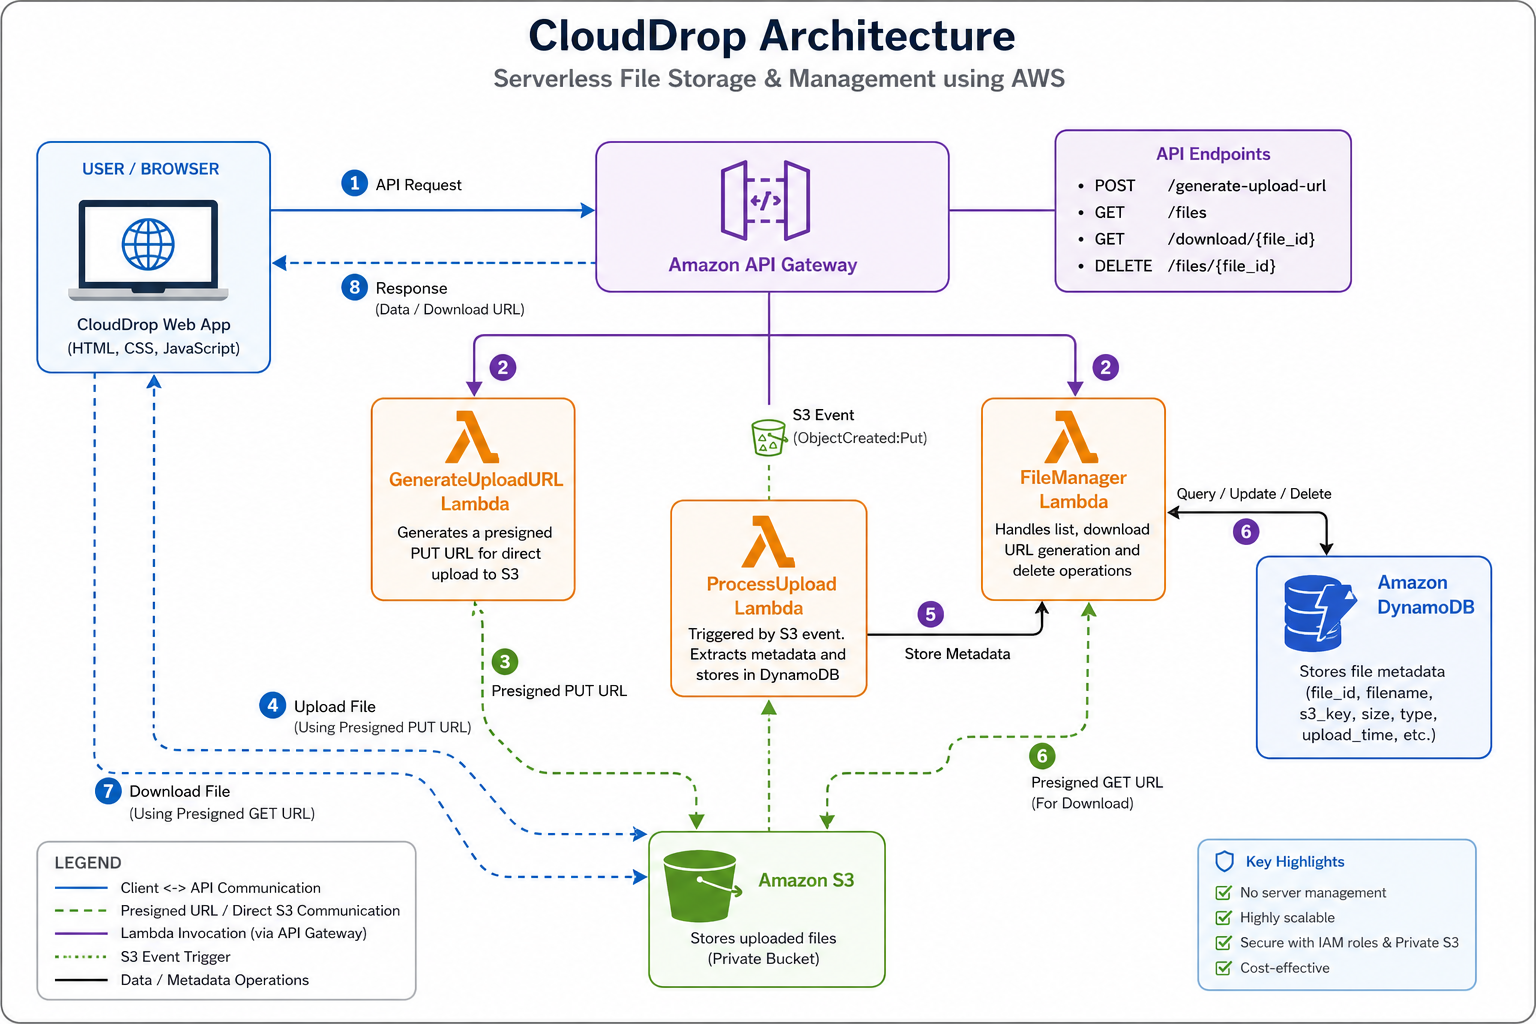 CloudDrop Architecture
Serverless File Storage & Management using AWS
USER / BROWSER
CloudDrop Web App
(HTML, CSS, JavaScript)
1 API Request
8 Response
(Data / Download URL)
</>
Amazon API Gateway
API Endpoints
• POST /generate-upload-url
• GET /files
• GET /download/{file_id}
• DELETE /files/{file_id}
2
2
S3 Event
(ObjectCreated:Put)
GenerateUploadURL
Lambda
Generates a presigned
PUT URL for direct
upload to S3
ProcessUpload
Lambda
Triggered by S3 event.
Extracts metadata and
stores in DynamoDB
FileManager
Lambda
Handles list, download
URL generation and
delete operations
Query / Update / Delete
6
Amazon
DynamoDB
Stores file metadata
(file_id, filename,
s3_key, size, type,
upload_time, etc.)
5
Store Metadata
3
Presigned PUT URL
4 Upload File
(Using Presigned PUT URL)
7 Download File
(Using Presigned GET URL)
6
Presigned GET URL
(For Download)
Amazon S3
Stores uploaded files
(Private Bucket)
LEGEND
Client <-> API Communication
Presigned URL / Direct S3 Communication
Lambda Invocation (via API Gateway)
S3 Event Trigger
Data / Metadata Operations
Key Highlights
No server management
Highly scalable
Secure with IAM roles & Private S3
Cost-effective